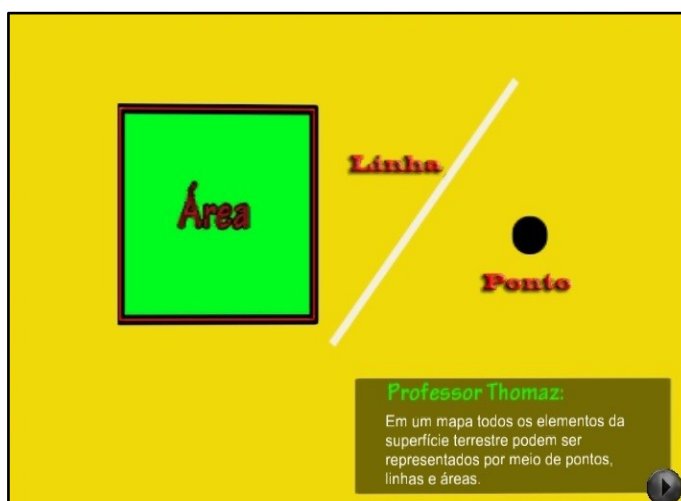 Área
Linha
Ponto
Professor Thomaz:
Em um mapa todos os elementos da
superfície terrestre podem ser
representados por meio de pontos,
linhas e áreas.